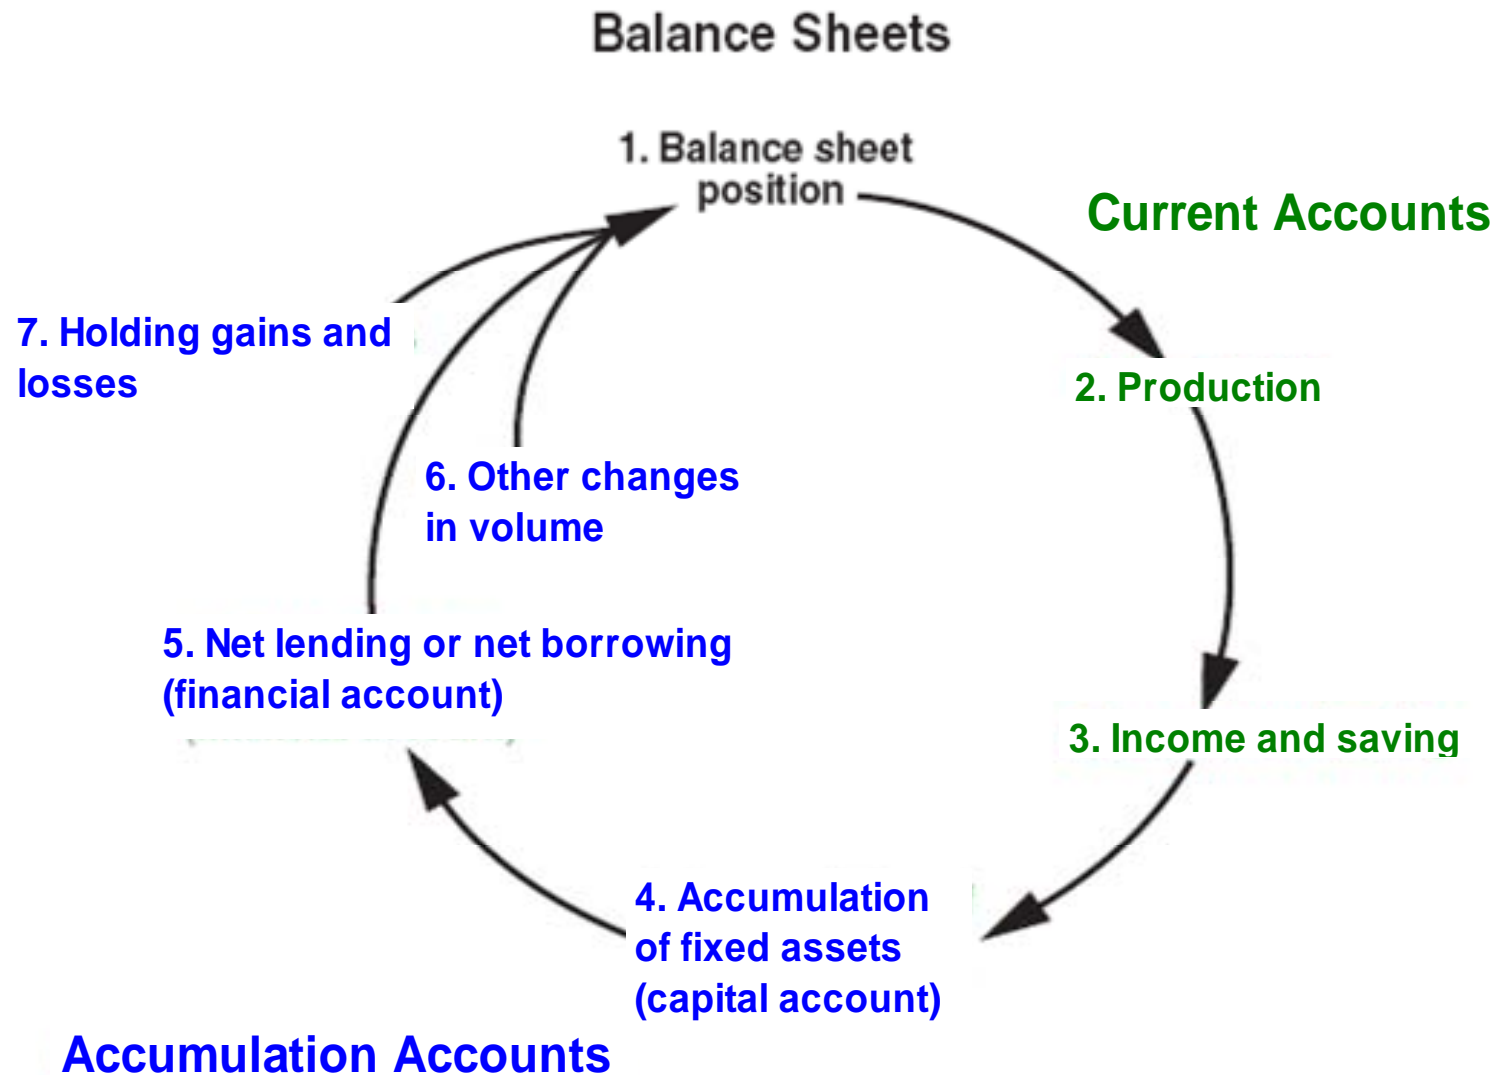 Balance Sheets
1. Balance sheet
position
Current Accounts
2. Production
3. Income and saving
4. Accumulation
of fixed assets
(capital account)
5. Net lending or net borrowing
(financial account)
6. Other changes
in volume
7. Holding gains and
losses
Accumulation Accounts